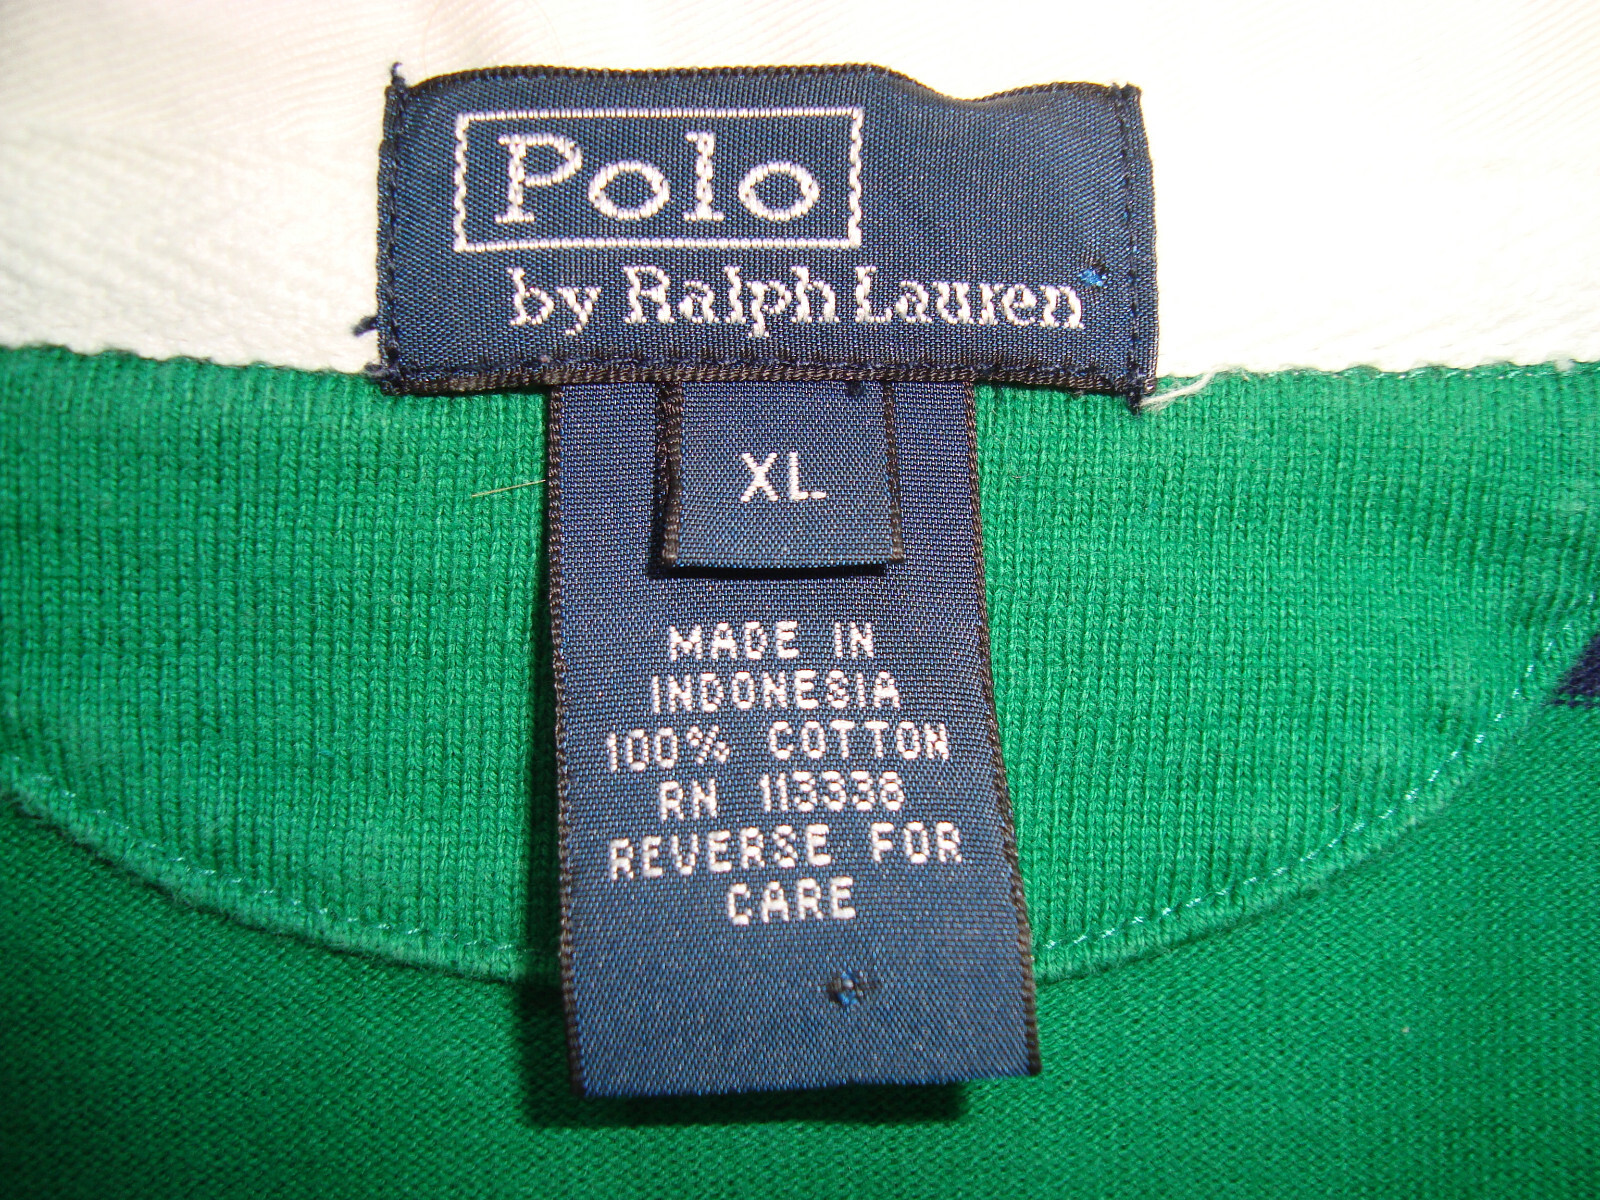 Polo
by Ralph Lauren
XL
MADE IN
INDONESIA
100% COTTON
RN 113338
REVERSE FOR
CARE